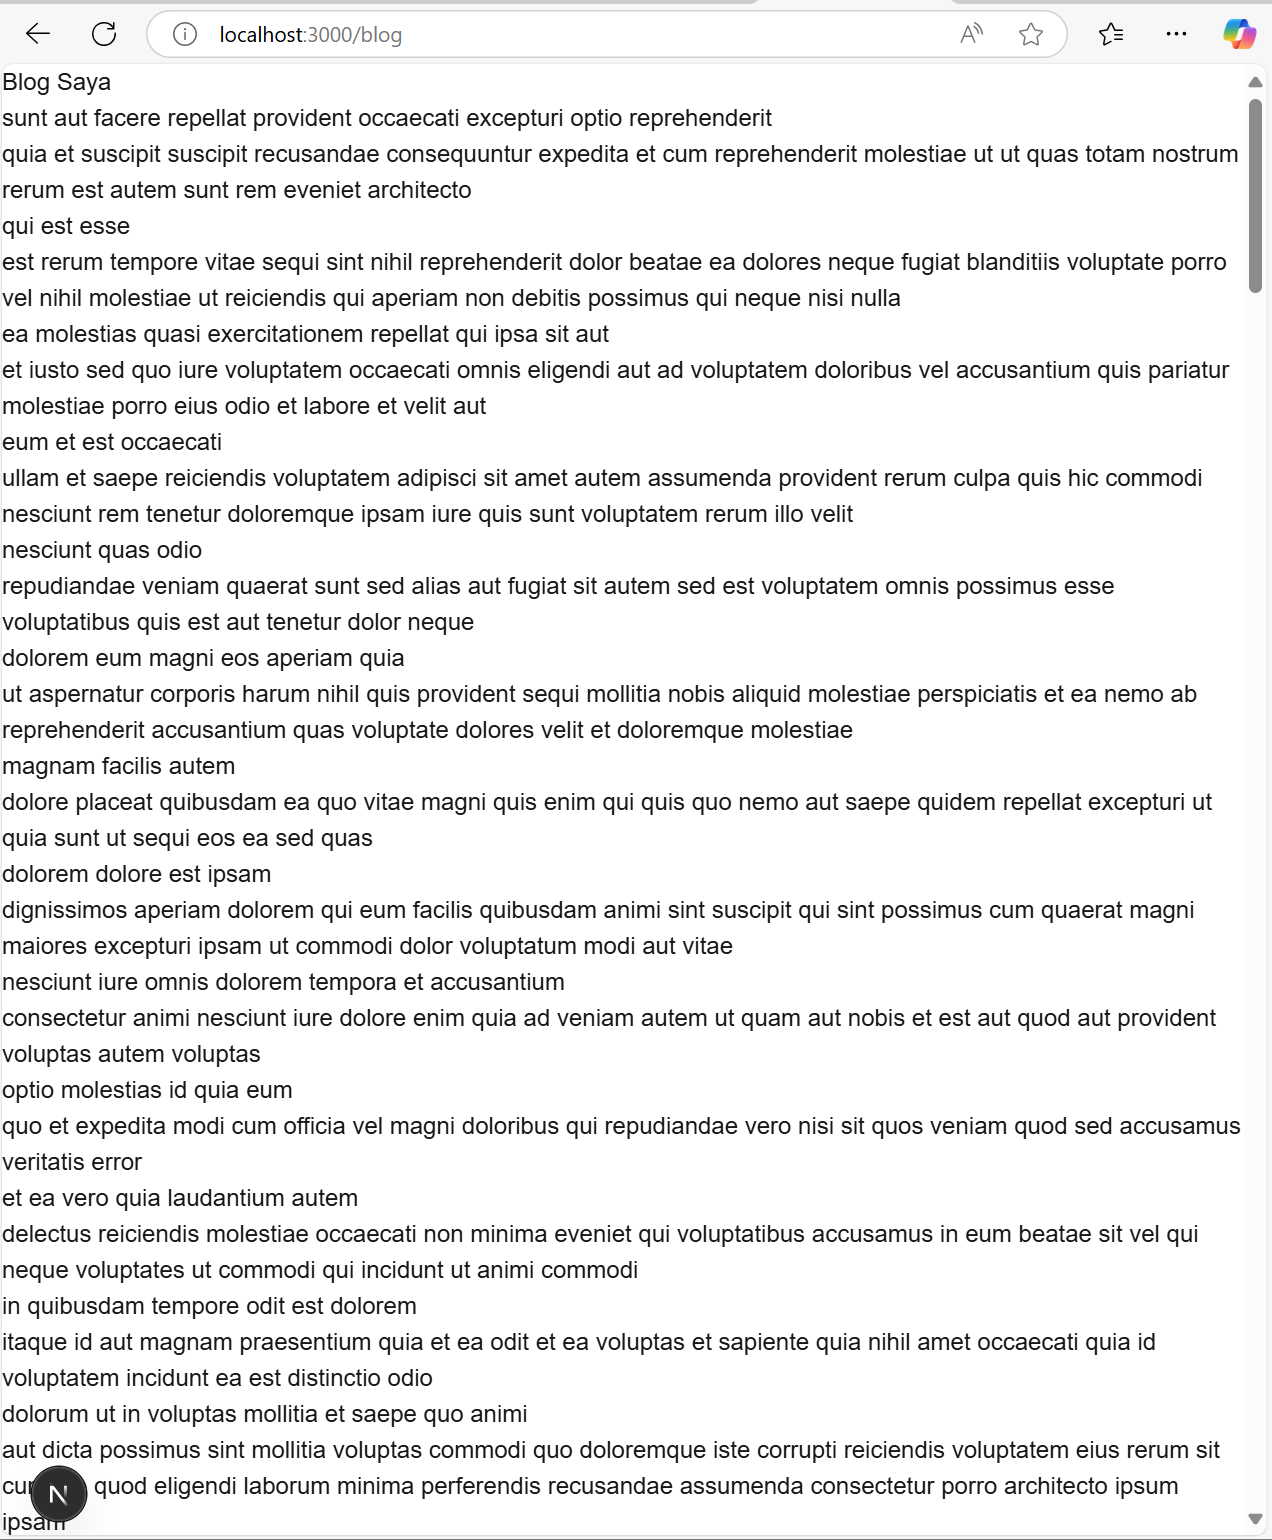 localhost:3000/blog
Blog Saya
sunt aut facere repellat provident occaecati excepturi optio reprehenderit
quia et suscipit suscipit recusandae consequuntur expedita et cum reprehenderit molestiae ut ut quas totam nostrum
rerum est autem sunt rem eveniet architecto
qui est esse
est rerum tempore vitae sequi sint nihil reprehenderit dolor beatae ea dolores neque fugiat blanditiis voluptate porro
vel nihil molestiae ut reiciendis qui aperiam non debitis possimus qui neque nisi nulla
ea molestias quasi exercitationem repellat qui ipsa sit aut
et iusto sed quo iure voluptatem occaecati omnis eligendi aut ad voluptatem doloribus vel accusantium quis pariatur
molestiae porro eius odio et labore et velit aut
eum et est occaecati
ullam et saepe reiciendis voluptatem adipisci sit amet autem assumenda provident rerum culpa quis hic commodi
nesciunt rem tenetur doloremque ipsam iure quis sunt voluptatem rerum illo velit
nesciunt quas odio
repudiandae veniam quaerat sunt sed alias aut fugiat sit autem sed est voluptatem omnis possimus esse
voluptatibus quis est aut tenetur dolor neque
dolorem eum magni eos aperiam quia
ut aspernatur corporis harum nihil quis provident sequi mollitia nobis aliquid molestiae perspiciatis et ea nemo ab
reprehenderit accusantium quas voluptate dolores velit et doloremque molestiae
magnam facilis autem
dolore placeat quibusdam ea quo vitae magni quis enim qui quis quo nemo aut saepe quidem repellat excepturi ut
quia sunt ut sequi eos ea sed quas
dolorem dolore est ipsam
dignissimos aperiam dolorem qui eum facilis quibusdam animi sint suscipit qui sint possimus cum quaerat magni
maiores excepturi ipsam ut commodi dolor voluptatum modi aut vitae
nesciunt iure omnis dolorem tempora et accusantium
consectetur animi nesciunt iure dolore enim quia ad veniam autem ut quam aut nobis et est aut quod aut provident
voluptas autem voluptas
optio molestias id quia eum
quo et expedita modi cum officia vel magni doloribus qui repudiandae vero nisi sit quos veniam quod sed accusamus
veritatis error
et ea vero quia laudantium autem
delectus reiciendis molestiae occaecati non minima eveniet qui voluptatibus accusamus in eum beatae sit vel qui
neque voluptates ut commodi qui incidunt ut animi commodi
in quibusdam tempore odit est dolorem
itaque id aut magnam praesentium quia et ea odit et ea voluptas et sapiente quia nihil amet occaecati quia id
voluptatem incidunt ea est distinctio odio
dolorum ut in voluptas mollitia et saepe quo animi
aut dicta possimus sint mollitia voluptas commodi quo doloremque iste corrupti reiciendis voluptatem eius rerum sit
quod eligendi laborum minima perferendis recusandae assumenda consectetur porro architecto ipsum
ipsam
N